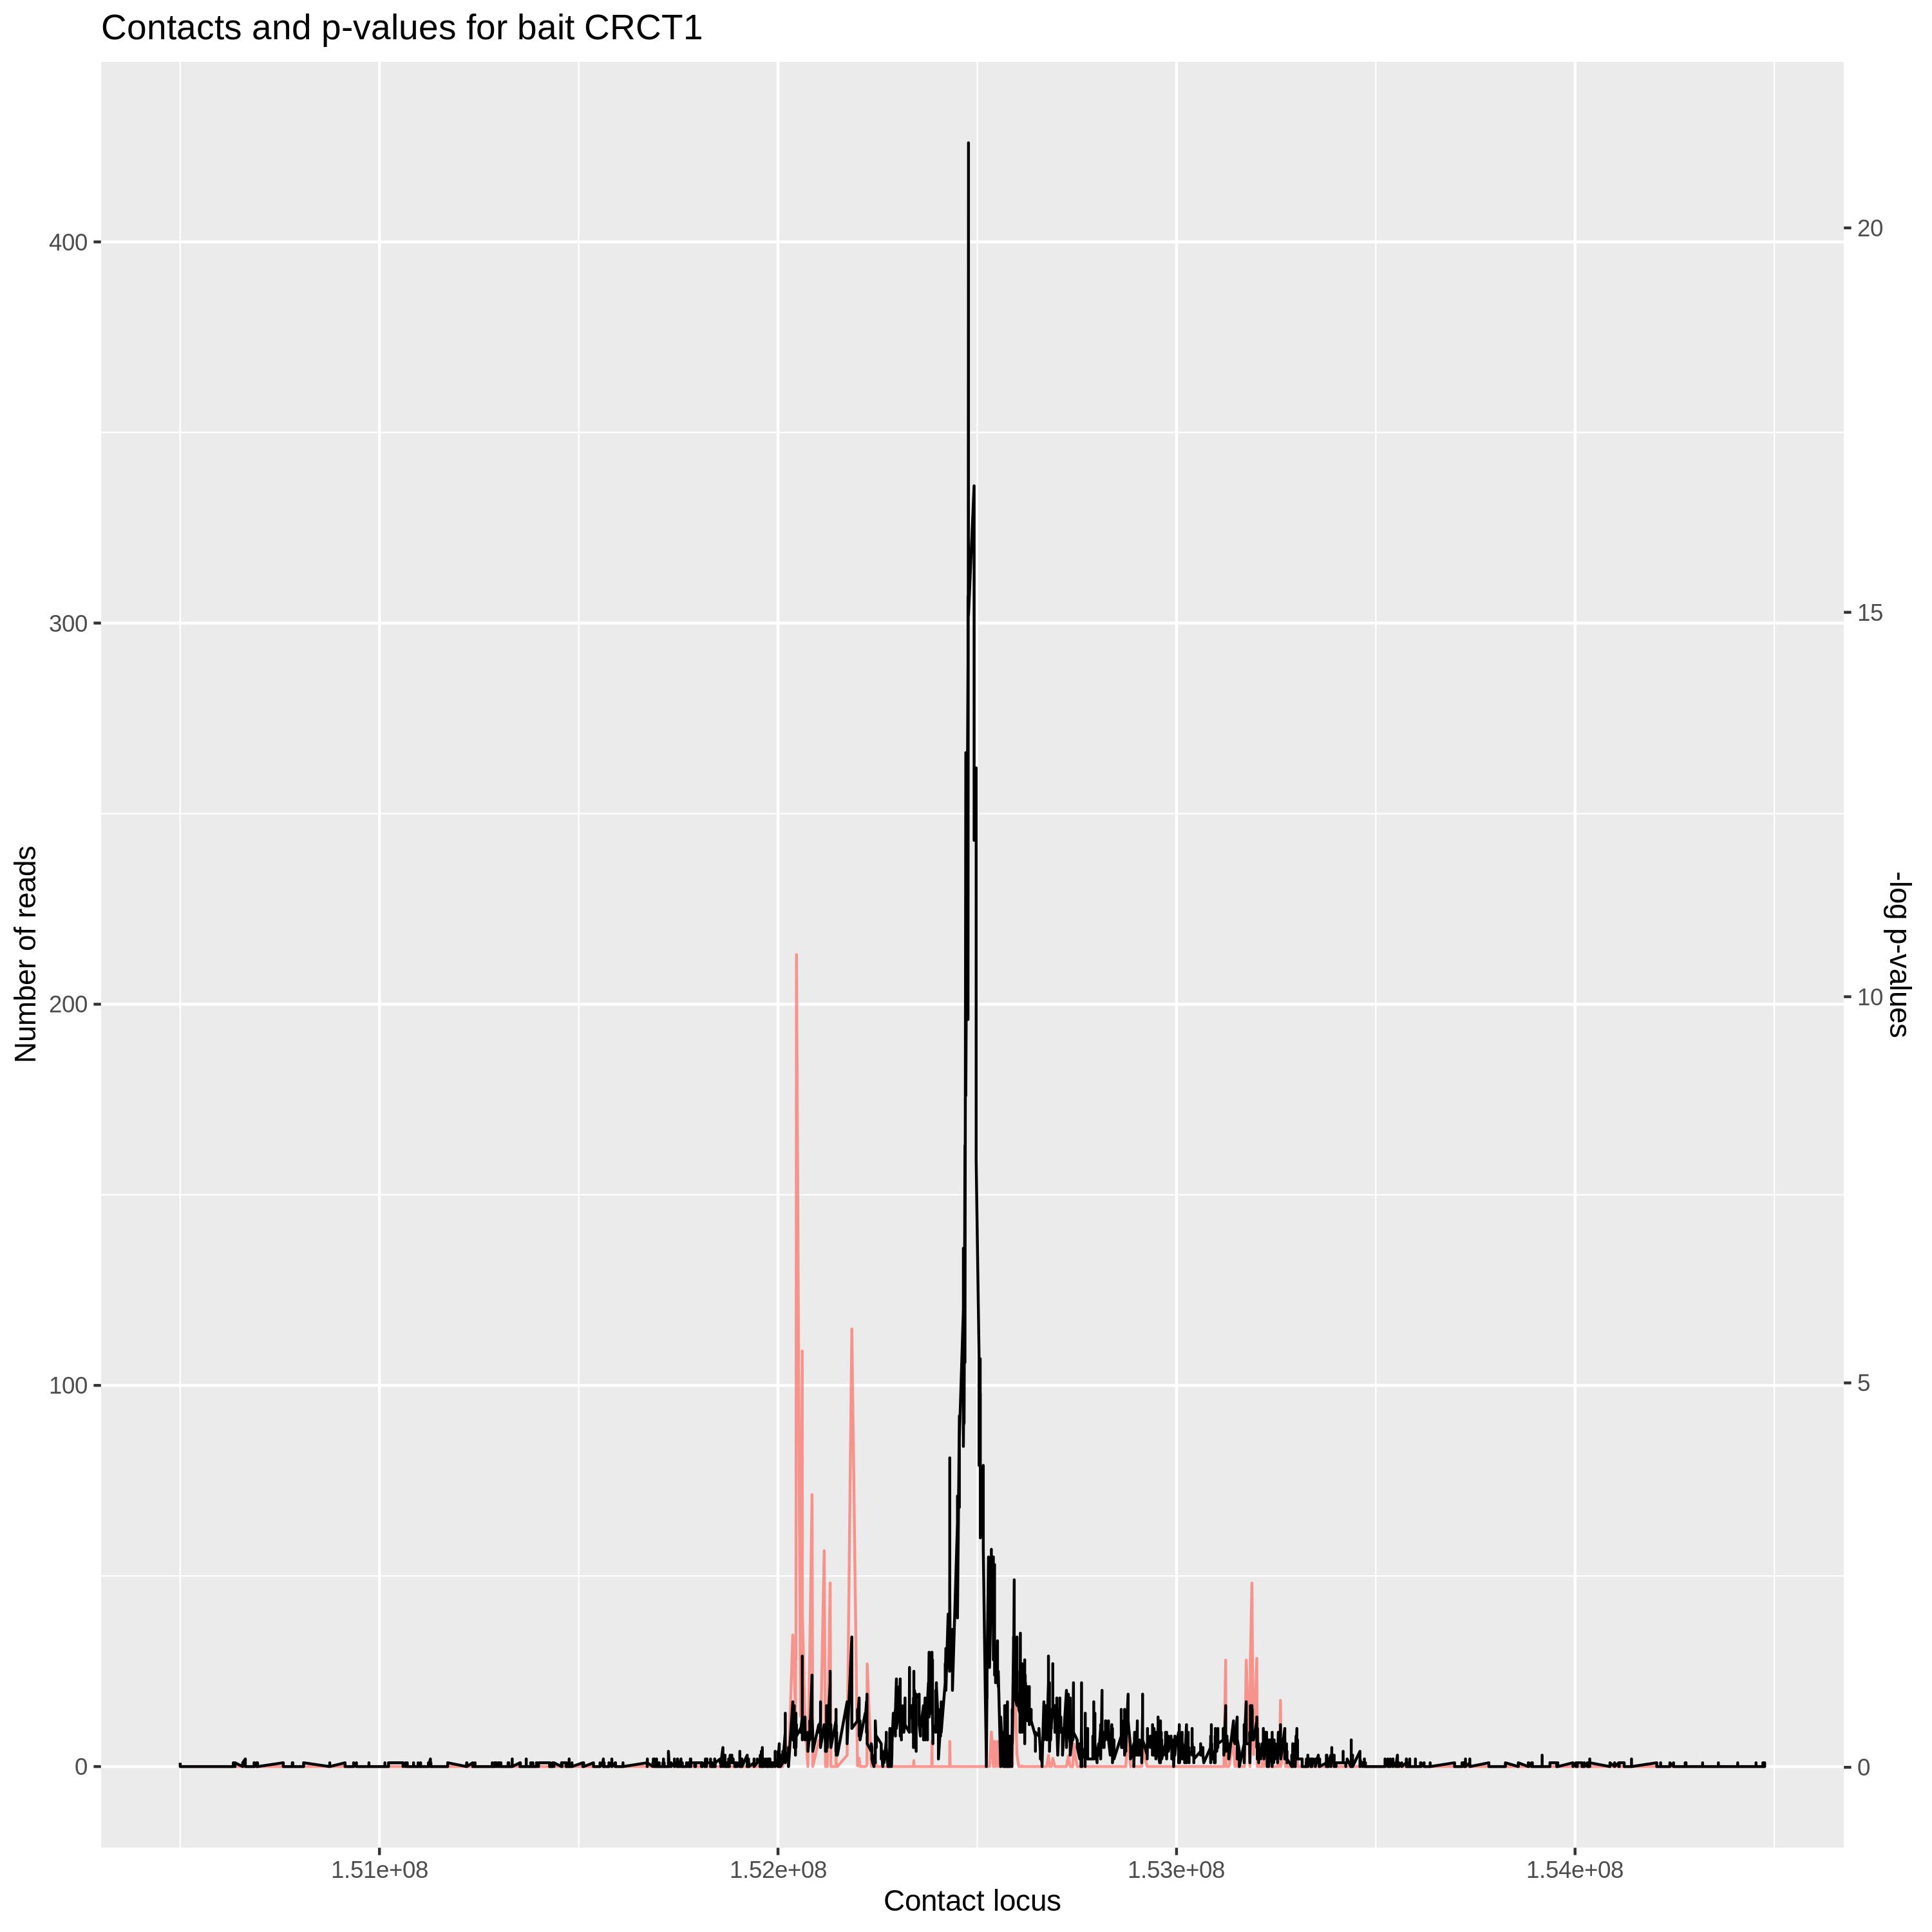 Contacts and p-values for bait CRCT1
400
300
200
100
0
Number of reads
20
15
10
5
0
-log p-values
1.51e+08
1.52e+08
1.53e+08
1.54e+08
Contact locus